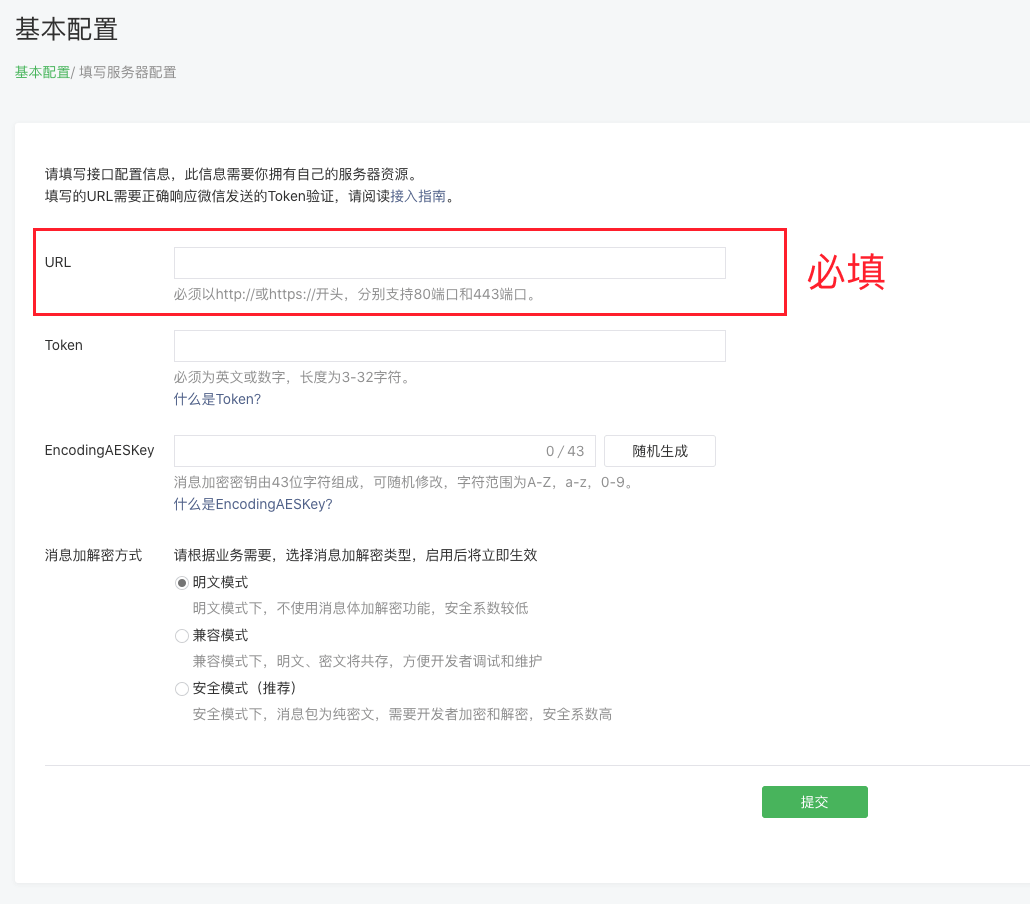 基本配置
基本配置/ 填写服务器配置
请填写接口配置信息，此信息需要你拥有自己的服务器资源。
填写的URL需要正确响应微信发送的Token验证，请阅读接入指南。
URL
必填
必须以http://或https://开头，分别支持80端口和443端口。
Token
必须为英文或数字，长度为3-32字符。
什么是Token?
EncodingAESKey 0 / 43 随机生成
消息加密密钥由43位字符组成，可随机修改，字符范围为A-Z，a-z，0-9。
什么是EncodingAESKey?
消息加解密方式 请根据业务需要，选择消息加解密类型，启用后将立即生效
明文模式
明文模式下，不使用消息体加解密功能，安全系数较低
兼容模式
兼容模式下，明文、密文将共存，方便开发者调试和维护
安全模式（推荐）
安全模式下，消息包为纯密文，需要开发者加密和解密，安全系数高
提交